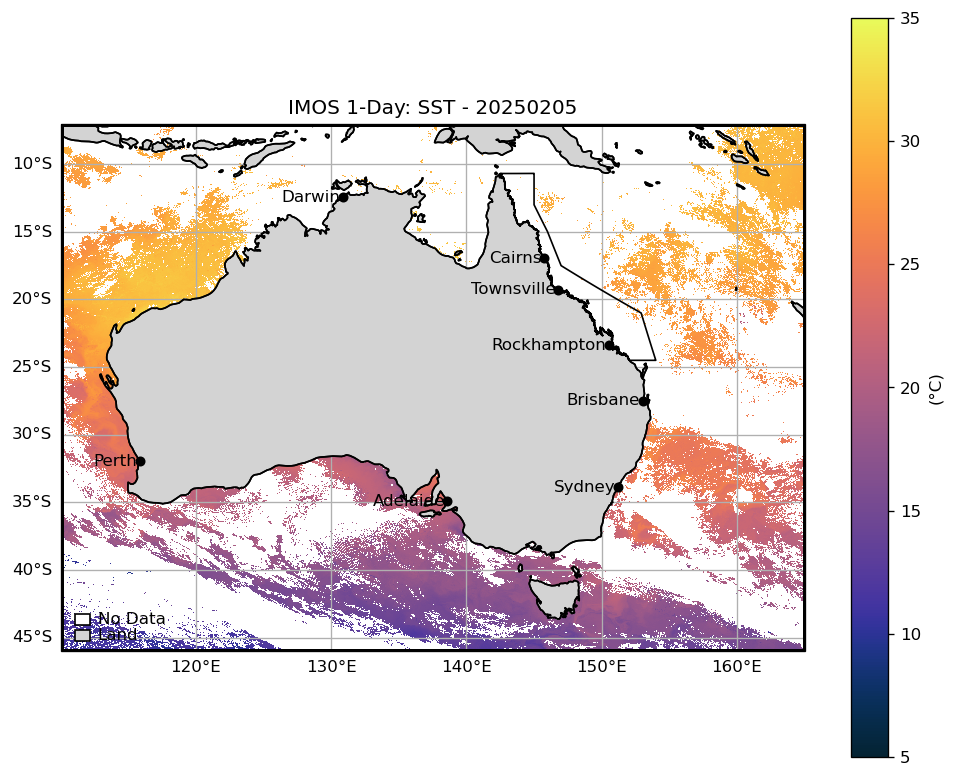 IMOS 1-Day: SST - 20250205
35
30
25
20
15
10
5
(°C)
10°S
15°S
20°S
25°S
30°S
35°S
40°S
45°S
Darwin
Cairns
Townsville
Rockhampton
Brisbane
Perth
Sydney
Adelaide
No Data
Land
120°E
130°E
140°E
150°E
160°E